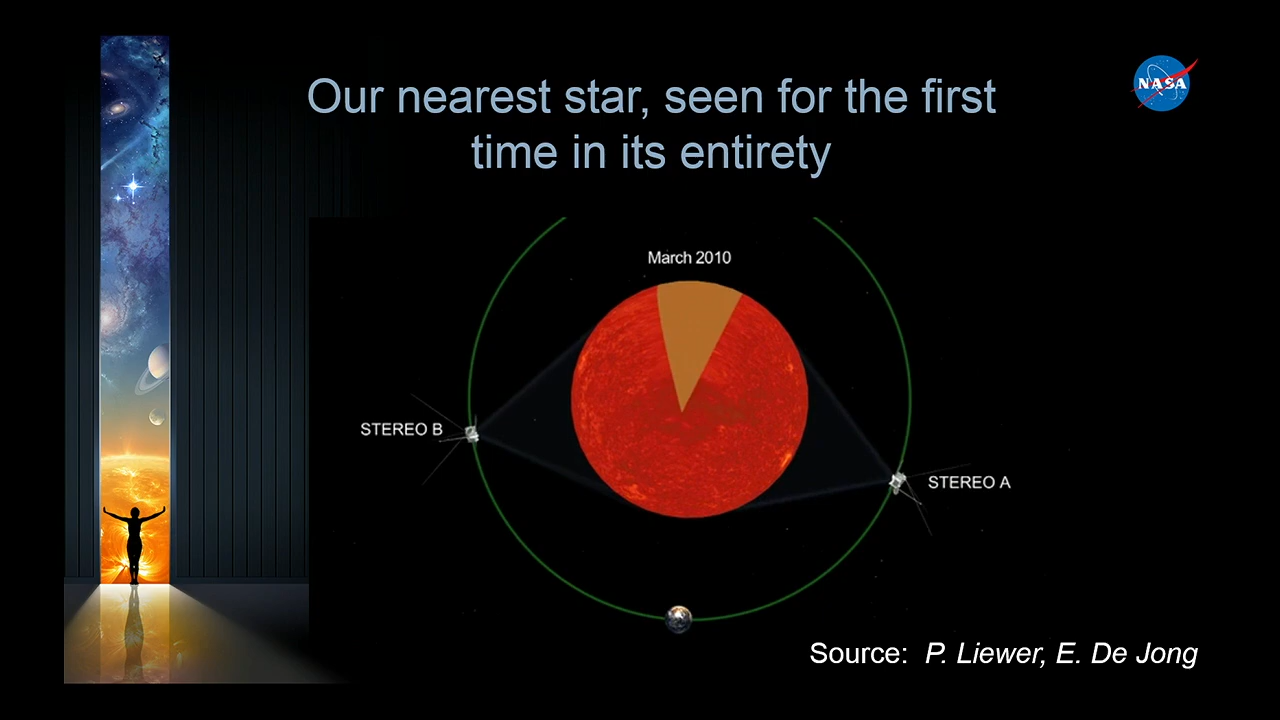 Our nearest star, seen for the first
time in its entirety
NASA
March 2010
STEREO B
STEREO A
Source: P. Liewer, E. De Jong